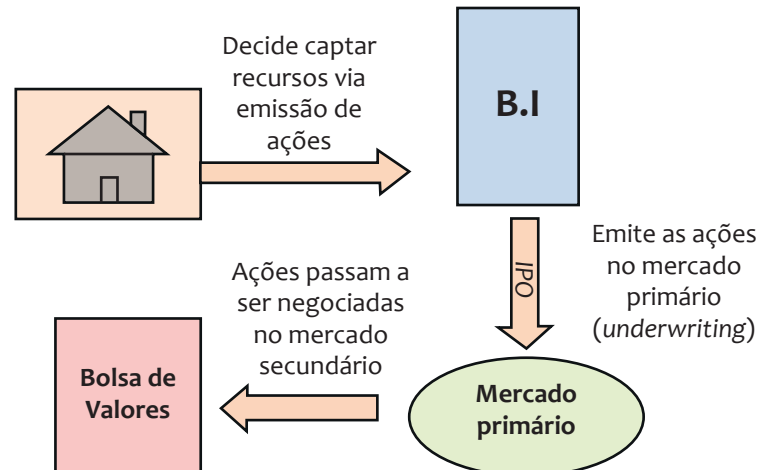 Decide captar
recursos via
emissão de
ações
B.I
IPO
Emite as ações
no mercado
primário
(underwriting)
Ações passam a
ser negociadas
no mercado
secundário
Bolsa de
Valores
Mercado
primário